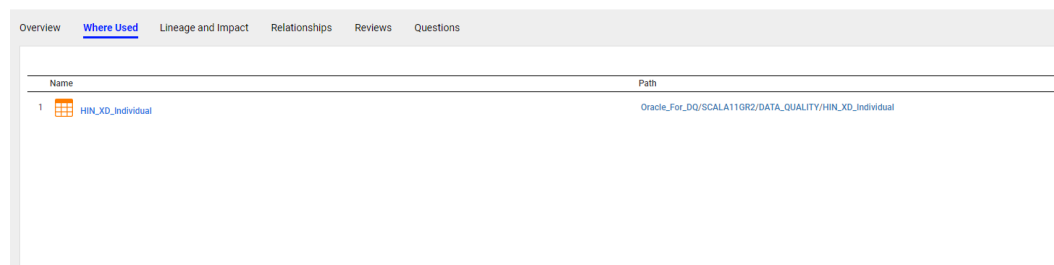 Overview Where Used Lineage and Impact Relationships Reviews Questions
Name Path
1 HIN_XD_Individual Oracle_For_DQ/SCALA11GR2/DATA_QUALITY/HIN_XD_Individual